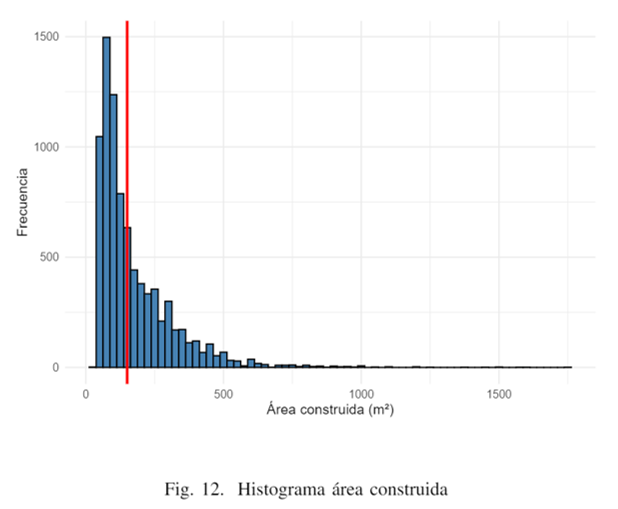 1500
1000
500
0
Frecuencia
0 500 1000 1500
Área construida (m²)
Fig. 12. Histograma área construida